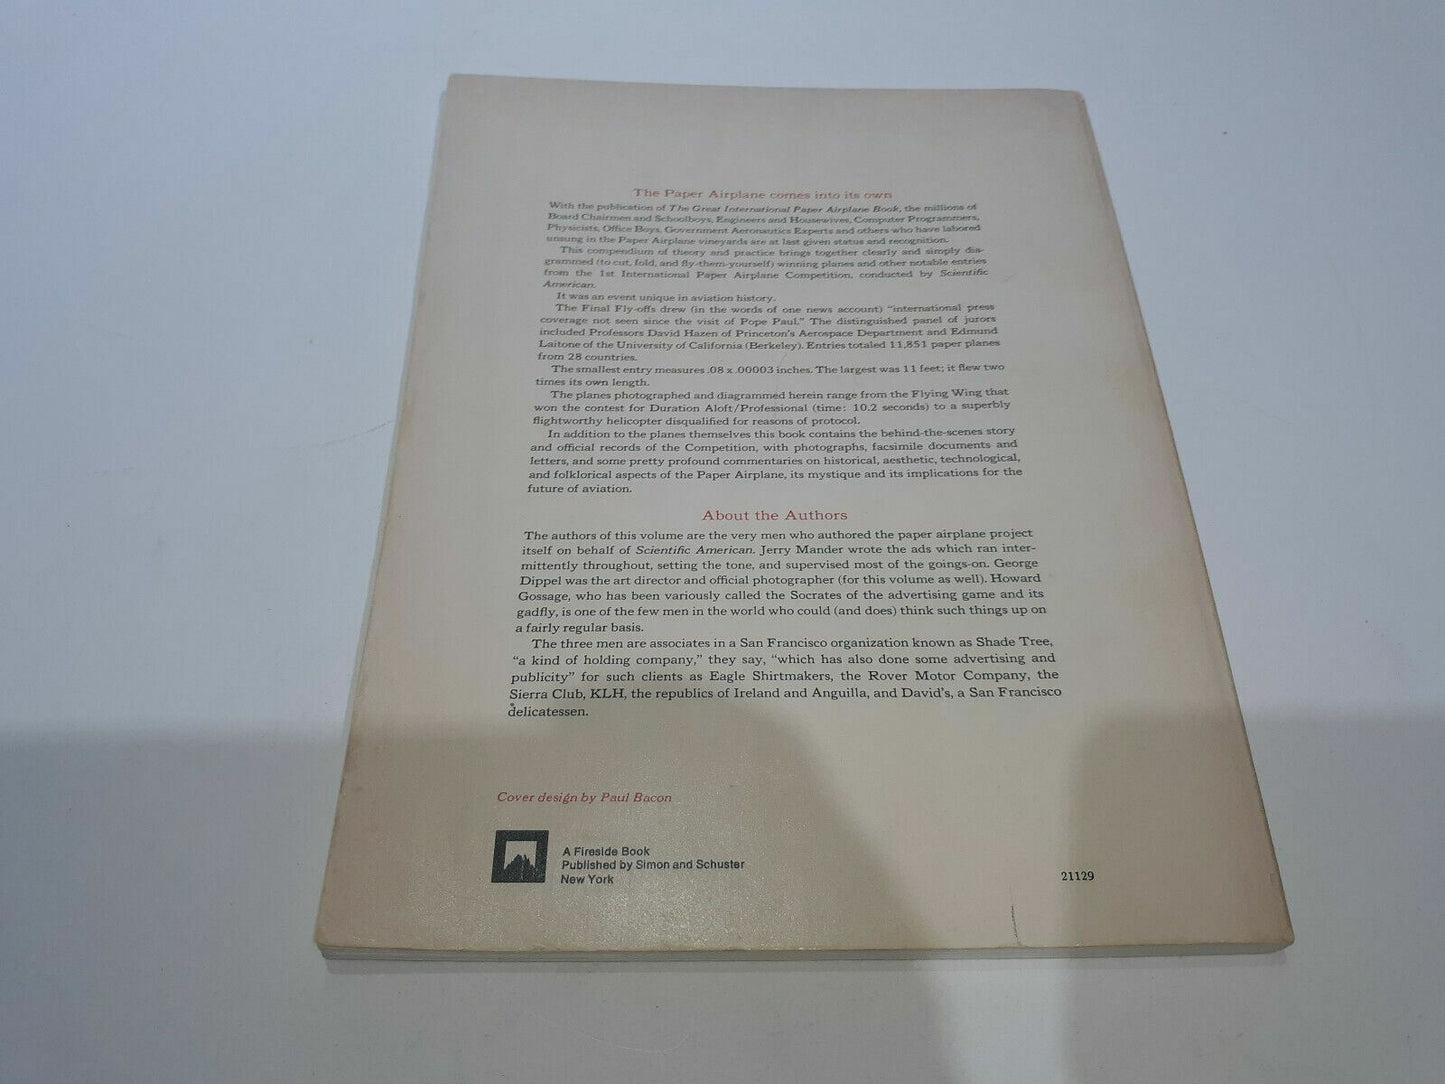 The Paper Airplane comes into its own
With the publication of The Great International Paper Airplane Book, the millions of
Board Chairmen and Schoolboys, Engineers and Housewives, Computer Programmers,
Physicists, Office Boys, Government Aeronautics Experts and others who have labored
unsung in the Paper Airplane vineyards are at last given status and recognition.
This compendium of theory and practice brings together clearly and simply dia-
grammed (to cut, fold, and fly-them-yourself) winning planes and other notable entries
from the 1st International Paper Airplane Competition, conducted by Scientific
American.
It was an event unique in aviation history.
The Final Fly-offs drew (in the words of one news account) "international press
coverage not seen since the visit of Pope Paul." The distinguished panel of jurors
included Professors David Hazen of Princeton's Aerospace Department and Edmund
Laitone of the University of California (Berkeley). Entries totaled 11,851 paper planes
from 28 countries.
The smallest entry measures .08 x .00003 inches. The largest was 11 feet; it flew two
times its own length.
The planes photographed and diagrammed herein range from the Flying Wing that
won the contest for Duration Aloft/Professional (time: 10.2 seconds) to a superbly
flightworthy helicopter disqualified for reasons of protocol.
In addition to the planes themselves this book contains the behind-the-scenes story
and official records of the Competition, with photographs, facsimile documents and
letters, and some pretty profound commentaries on historical, aesthetic, technological,
and folklorical aspects of the Paper Airplane, its mystique and its implications for the
future of aviation.
About the Authors
The authors of this volume are the very men who authored the paper airplane project
itself on behalf of Scientific American. Jerry Mander wrote the ads which ran inter-
mittently throughout, setting the tone, and supervised most of the goings-on. George
Dippel was the art director and official photographer (for this volume as well). Howard
Gossage, who has been variously called the Socrates of the advertising game and its
gadfly, is one of the few men in the world who could (and does) think such things up on
a fairly regular basis.
The three men are associates in a San Francisco organization known as Shade Tree,
"a kind of holding company," they say, "which has also done some advertising and
publicity" for such clients as Eagle Shirtmakers, the Rover Motor Company, the
Sierra Club, KLH, the republics of Ireland and Anguilla, and David's, a San Francisco
delicatessen.
Cover design by Paul Bacon
A Fireside Book
Published by Simon and Schuster
New York
21129